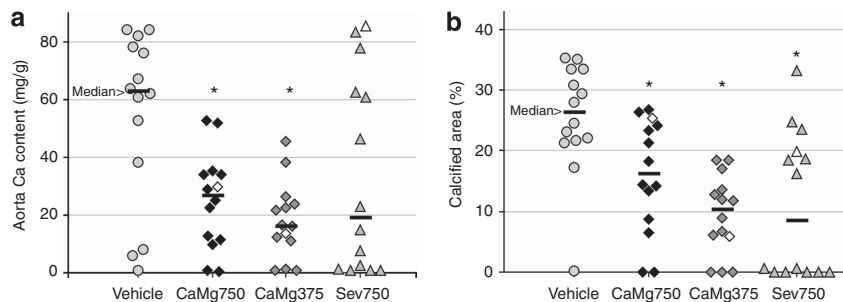 a
Aorta Ca content (mg/g)
80
60
40
20
0
Median>
*
*
Vehicle
CaMg750
CaMg375
Sev750
b
Calcified area (%)
40
30
20
10
0
Median>
*
*
*
Vehicle
CaMg750
CaMg375
Sev750